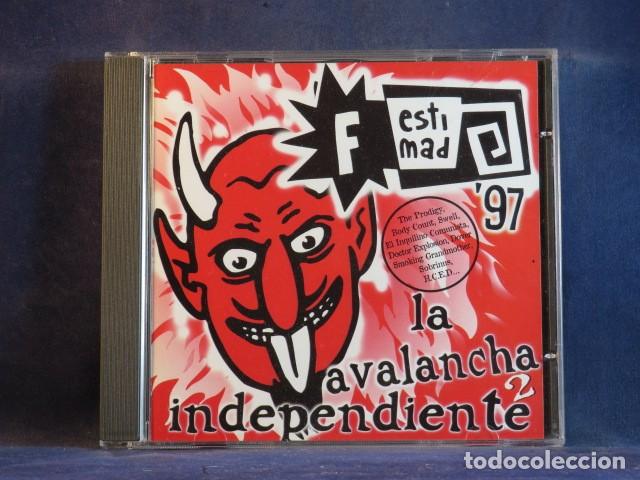 F esti
mad
'97
The Prodigy,
Body Count, Swell,
El Inquilino Comunista,
Doctor Explosion, Dover
Smoking Grandmother,
Sobrinus,
H.C.E.D...
la
avalancha
independiente 2
todocoleccion